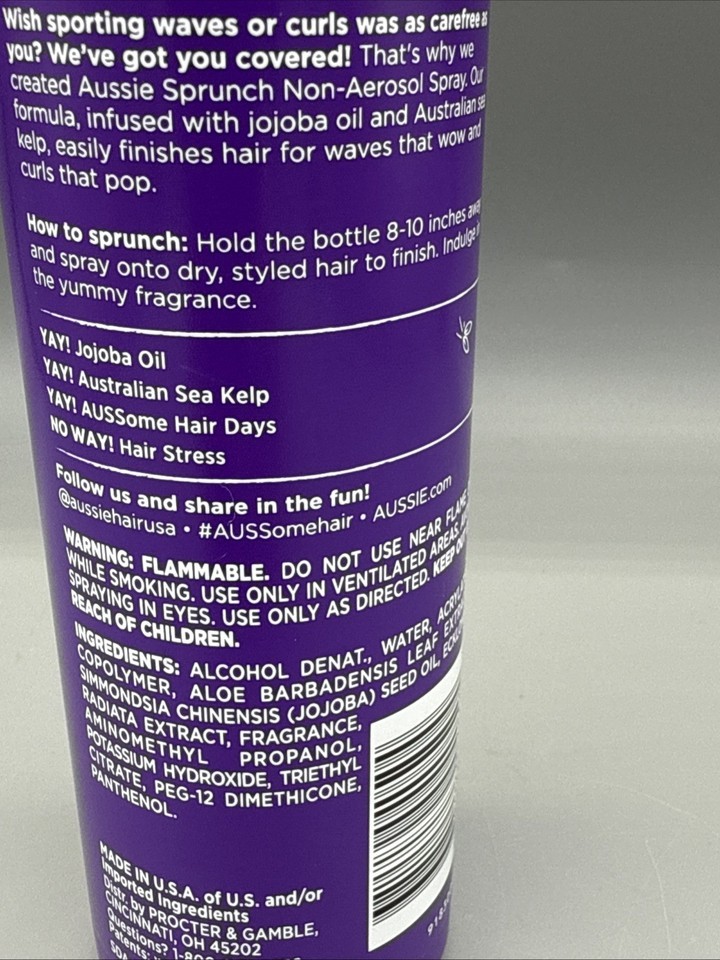 Wish sporting waves or curls was as carefree as
you? We've got you covered! That's why we
created Aussie Sprunch Non-Aerosol Spray. Our
formula, infused with jojoba oil and Australian sea
kelp, easily finishes hair for waves that wow and
curls that pop.
How to sprunch: Hold the bottle 8-10 inches away
and spray onto dry, styled hair to finish. Indulge in
the yummy fragrance.
YAY! Jojoba Oil
YAY! Australian Sea Kelp
YAY! AUSSome Hair Days
NO WAY! Hair Stress
Follow us and share in the fun!
@aussiehairusa • #AUSSomehair • AUSSIE.com
WARNING: FLAMMABLE. DO NOT USE NEAR FLAME
WHILE SMOKING. USE ONLY IN VENTILATED AREAS.
SPRAYING IN EYES. USE ONLY AS DIRECTED. KEEP OUT
REACH OF CHILDREN.
INGREDIENTS: ALCOHOL DENAT., WATER,
COPOLYMER, ALOE BARBADENSIS LEAF
SIMMONDSIA CHINENSIS (JOJOBA) SEED OIL,
RADIATA EXTRACT, FRAGRANCE,
AMINOMETHYL PROPANOL,
POTASSIUM HYDROXIDE, TRIETHYL
CITRATE, PEG-12 DIMETHICONE,
PANTHENOL.
MADE IN U.S.A. of U.S. and/or
Imported Ingredients
Distr. by PROCTER & GAMBLE,
CINCINNATI, OH 45202
Questions?
Patents: